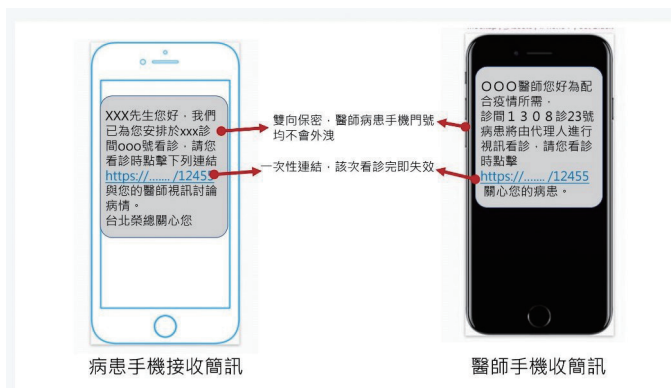 XXX先生您好，我們
已為您安排於xxx診
間ooo號看診，請您
看診時點擊下列連結
https://....... /12455
與您的醫師視訊討論
病情。
台北榮總關心您
病患手機接收簡訊
雙向保密，醫師病患手機門號
均不會外洩
一次性連結，該次看診完即失效
OOO醫師您好為配
合疫情所需，
診間1308診23號
病患將由代理人進行
視訊看診，請您看診
時點擊
https://....... /12455
關心您的病患。
醫師手機收簡訊